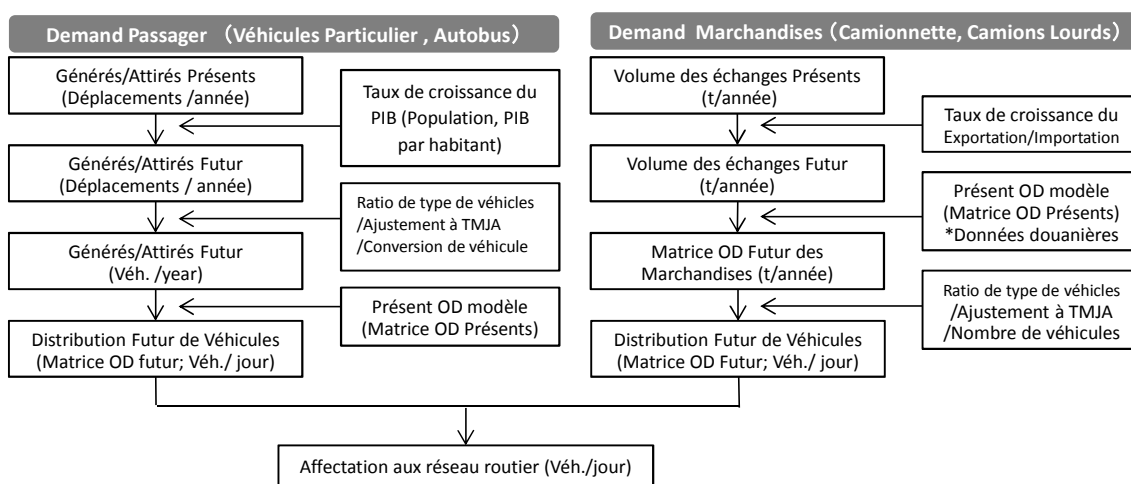 Demand Passager （Véhicules Particulier , Autobus）
Générés/Attirés Présents
(Déplacements /année)
Taux de croissance du
PIB (Population, PIB
par habitant)
Générés/Attirés Futur
(Déplacements / année)
Ratio de type de véhicles
/Ajustement à TMJA
/Conversion de véhicule
Générés/Attirés Futur
(Véh. /year)
Présent OD modèle
(Matrice OD Présents)
Distribution Futur de Véhicules
(Matrice OD futur; Véh./ jour)
Demand Marchandises（Camionnette, Camions Lourds）
Volume des échanges Présents
(t/année)
Taux de croissance du
Exportation/Importation
Volume des échanges Futur
(t/année)
Présent OD modèle
(Matrice OD Présents)
*Données douanières
Matrice OD Futur des
Marchandises (t/année)
Ratio de type de véhicles
/Ajustement à TMJA
/Nombre de véhicules
Distribution Futur de Véhicules
(Matrice OD Futur; Véh./ jour)
Affectation aux réseau routier (Véh./jour)